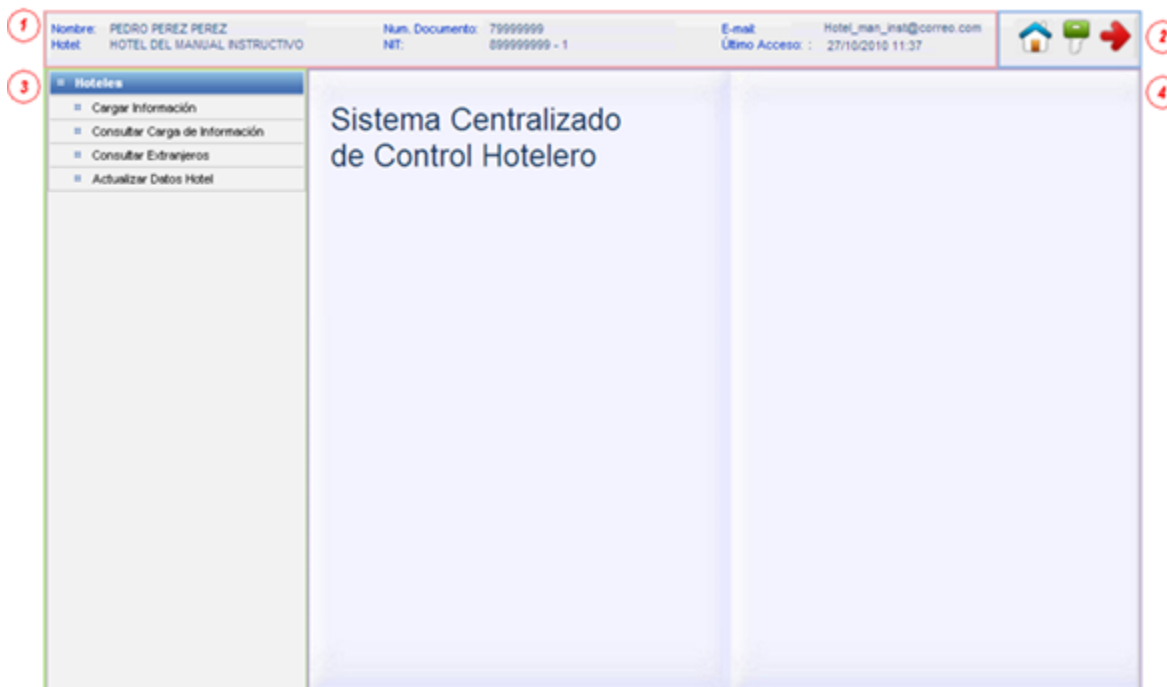 1
Nombre: PEDRO PEREZ PEREZ Num. Documento: 79999999 E-mail: Hotel_man_inst@correo.com
Hotel: HOTEL DEL MANUAL INSTRUCTIVO NIT: 899999999 - 1 Último Acceso: : 27/10/2010 11:37
2
3
Hoteles
4
Cargar Información
Consultar Carga de Información
Consultar Extranjeros
Actualizar Datos Hotel
Sistema Centralizado
de Control Hotelero